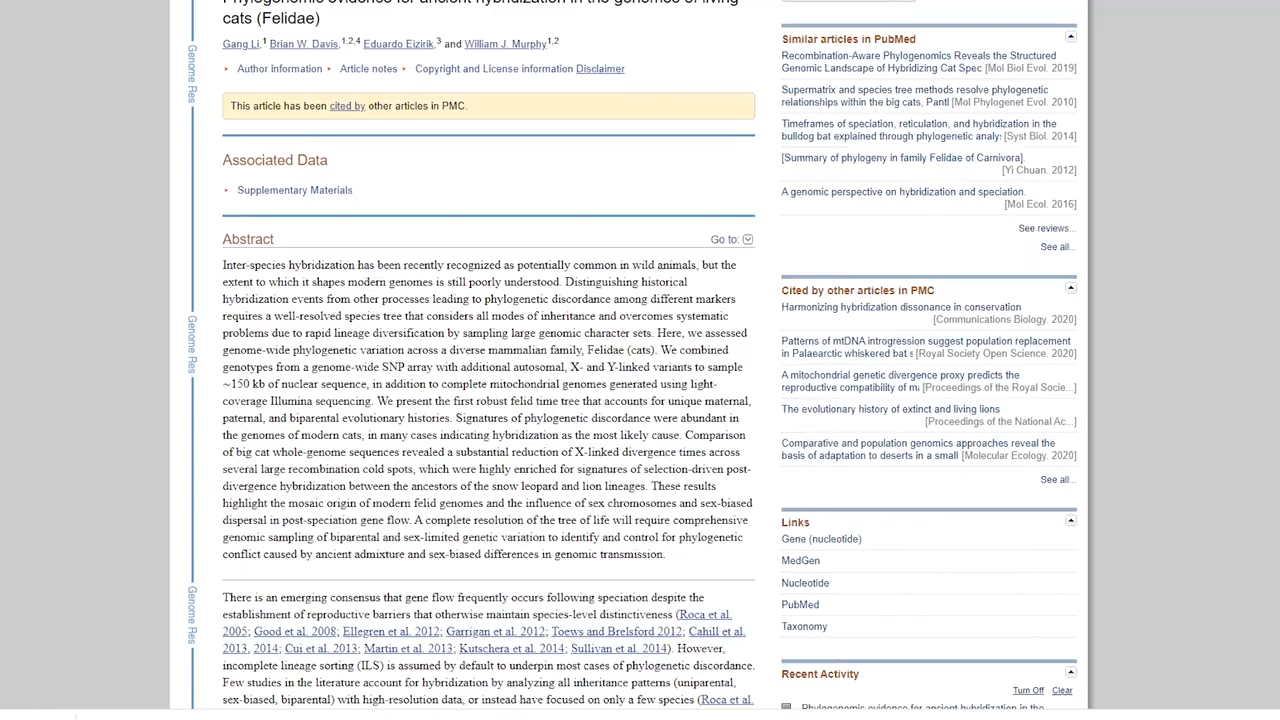 Phylogenomic evidence for ancient hybridization in the genomes of living
cats (Felidae)
Gang Li,1 Brian W. Davis,1,2,4 Eduardo Eizirik,3 and William J. Murphy1,2
Author information Article notes Copyright and License information Disclaimer
This article has been cited by other articles in PMC.
Associated Data
Supplementary Materials
Abstract Go to:
Inter-species hybridization has been recently recognized as potentially common in wild animals, but the
extent to which it shapes modern genomes is still poorly understood. Distinguishing historical
hybridization events from other processes leading to phylogenetic discordance among different markers
requires a well-resolved species tree that considers all modes of inheritance and overcomes systematic
problems due to rapid lineage diversification by sampling large genomic character sets. Here, we assessed
genome-wide phylogenetic variation across a diverse mammalian family, Felidae (cats). We combined
genotypes from a genome-wide SNP array with additional autosomal, X- and Y-linked variants to sample
~150 kb of nuclear sequence, in addition to complete mitochondrial genomes generated using light-
coverage Illumina sequencing. We present the first robust felid time tree that accounts for unique maternal,
paternal, and biparental evolutionary histories. Signatures of phylogenetic discordance were abundant in
the genomes of modern cats, in many cases indicating hybridization as the most likely cause. Comparison
of big cat whole-genome sequences revealed a substantial reduction of X-linked divergence times across
several large recombination cold spots, which were highly enriched for signatures of selection-driven post-
divergence hybridization between the ancestors of the snow leopard and lion lineages. These results
highlight the mosaic origin of modern felid genomes and the influence of sex chromosomes and sex-biased
dispersal in post-speciation gene flow. A complete resolution of the tree of life will require comprehensive
genomic sampling of biparental and sex-limited genetic variation to identify and control for phylogenetic
conflict caused by ancient admixture and sex-biased differences in genomic transmission.
There is an emerging consensus that gene flow frequently occurs following speciation despite the
establishment of reproductive barriers that otherwise maintain species-level distinctiveness (Roca et al.
2005; Good et al. 2008; Ellegren et al. 2012; Garrigan et al. 2012; Toews and Brelsford 2012; Cahill et al.
2013, 2014; Cui et al. 2013; Martin et al. 2013; Kutschera et al. 2014; Sullivan et al. 2014). However,
incomplete lineage sorting (ILS) is assumed by default to underpin most cases of phylogenetic discordance.
Few studies in the literature account for hybridization by analyzing all inheritance patterns (uniparental,
sex-biased, biparental) with high-resolution data, or instead have focused on only a few species (Roca et al.
Genome Res
Genome Res
Genome Res
Similar articles in PubMed
Recombination-Aware Phylogenomics Reveals the Structured
Genomic Landscape of Hybridizing Cat Spec [Mol Biol Evol. 2019]
Supermatrix and species tree methods resolve phylogenetic
relationships within the big cats, Pantl [Mol Phylogenet Evol. 2010]
Timeframes of speciation, reticulation, and hybridization in the
bulldog bat explained through phylogenetic analy: [Syst Biol. 2014]
[Summary of phylogeny in family Felidae of Carnivora].
[Yi Chuan. 2012]
A genomic perspective on hybridization and speciation.
[Mol Ecol. 2016]
See reviews...
See all...
Cited by other articles in PMC
Harmonizing hybridization dissonance in conservation
[Communications Biology. 2020]
Patterns of mtDNA introgression suggest population replacement
in Palaearctic whiskered bat s [Royal Society Open Science. 2020]
A mitochondrial genetic divergence proxy predicts the
reproductive compatibility of m [Proceedings of the Royal Socie...]
The evolutionary history of extinct and living lions
[Proceedings of the National Ac...]
Comparative and population genomics approaches reveal the
basis of adaptation to deserts in a small [Molecular Ecology. 2020]
See all...
Links
Gene (nucleotide)
MedGen
Nucleotide
PubMed
Taxonomy
Recent Activity
Turn Off Clear
Phylogenomic evidence for ancient hybridization in the